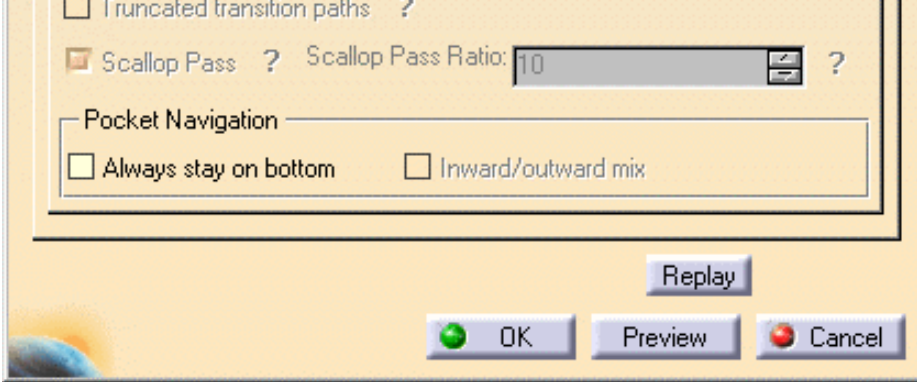 Truncated transition paths ?
Scallop Pass ? Scallop Pass Ratio: 10 ?
Pocket Navigation
Always stay on bottom Inward/outward mix
Replay
OK Preview Cancel